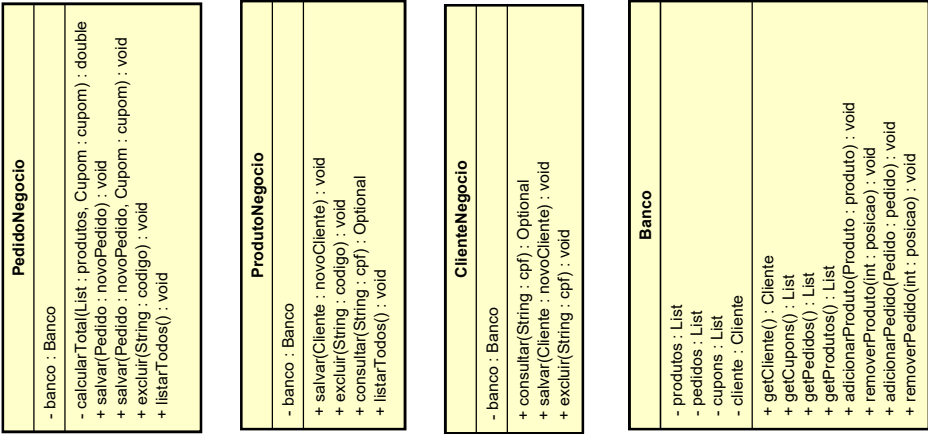 PedidoNegocio
- banco : Banco
- calcularTotal(List : produtos, Cupom : cupom) : double
+ salvar(Pedido : novoPedido) : void
+ salvar(Pedido : novoPedido, Cupom : cupom) : void
+ excluir(String : codigo) : void
+ listarTodos() : void
ProdutoNegocio
- banco : Banco
+ salvar(Cliente : novoCliente) : void
+ excluir(String : codigo) : void
+ consultar(String : cpf) : Optional
+ listarTodos() : void
ClienteNegocio
- banco : Banco
+ consultar(String : cpf) : Optional
+ salvar(Cliente : novoCliente) : void
+ excluir(String : cpf) : void
Banco
- produtos : List
- pedidos : List
- cupons : List
- cliente : Cliente
+ getCliente() : Cliente
+ getCupons() : List
+ getPedidos() : List
+ getProdutos() : List
+ adicionarProduto(Produto : produto) : void
+ removerProduto(int : posicao) : void
+ adicionarPedido(Pedido : pedido) : void
+ removerPedido(int : posicao) : void